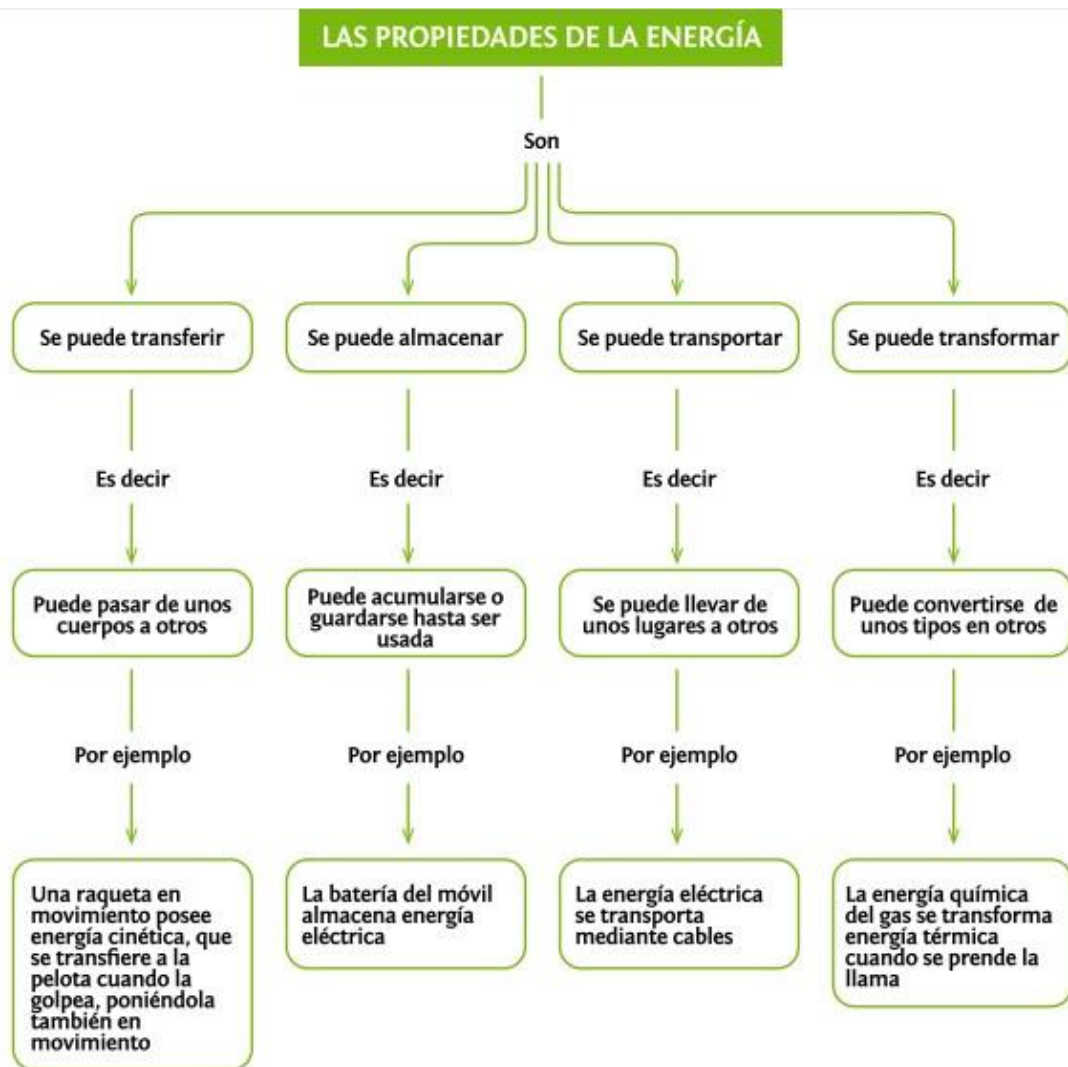 LAS PROPIEDADES DE LA ENERGÍA
Son
Se puede transferir
Se puede almacenar
Se puede transportar
Se puede transformar
Es decir
Es decir
Es decir
Es decir
Puede pasar de unos
cuerpos a otros
Puede acumularse o
guardarse hasta ser
usada
Se puede llevar de
unos lugares a otros
Puede convertirse de
unos tipos en otros
Por ejemplo
Por ejemplo
Por ejemplo
Por ejemplo
Una raqueta en
movimiento posee
energía cinética, que
se transfiere a la
pelota cuando la
golpea, poniéndola
también en
movimiento
La batería del móvil
almacena energía
eléctrica
La energía eléctrica
se transporta
mediante cables
La energía química
del gas se transforma
energía térmica
cuando se prende la
llama